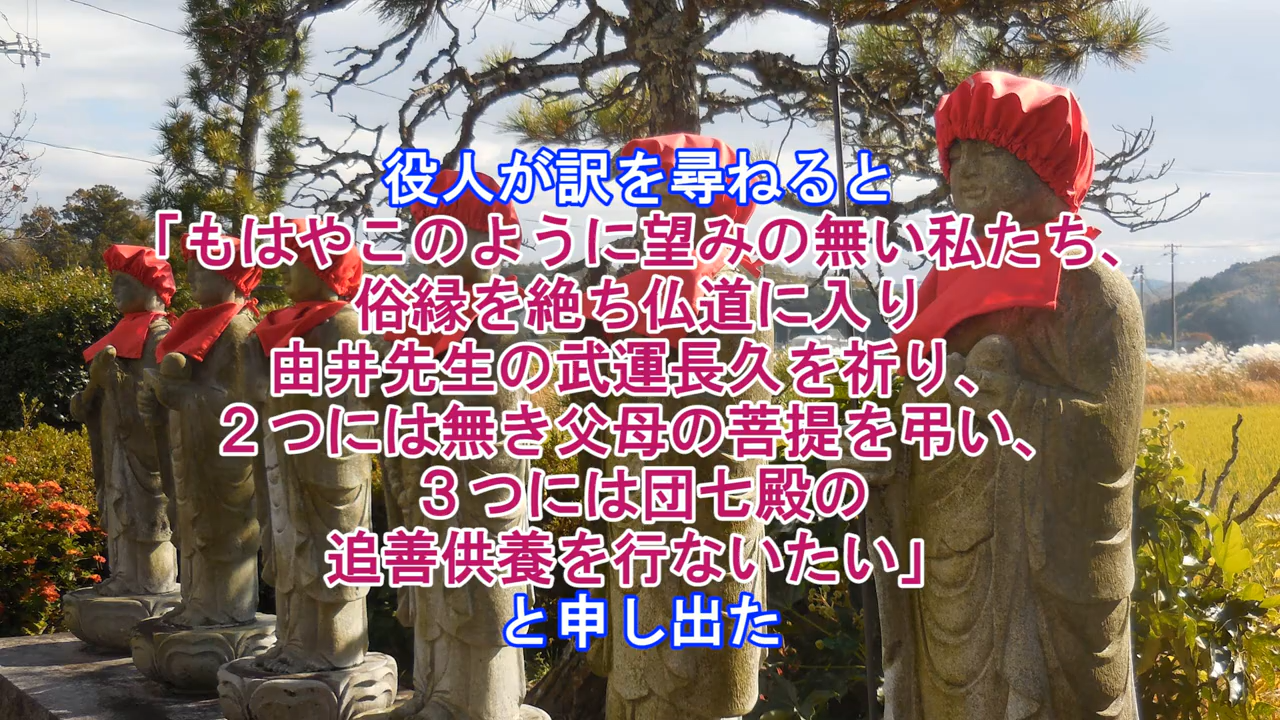 役人が訳を尋ねると
「もはやこのように望みの無い私たち、
俗縁を絶ち仏道に入り
由井先生の武運長久を祈り、
２つには無き父母の菩提を弔い、
３つには団七殿の
追善供養を行ないたい」
と申し出た